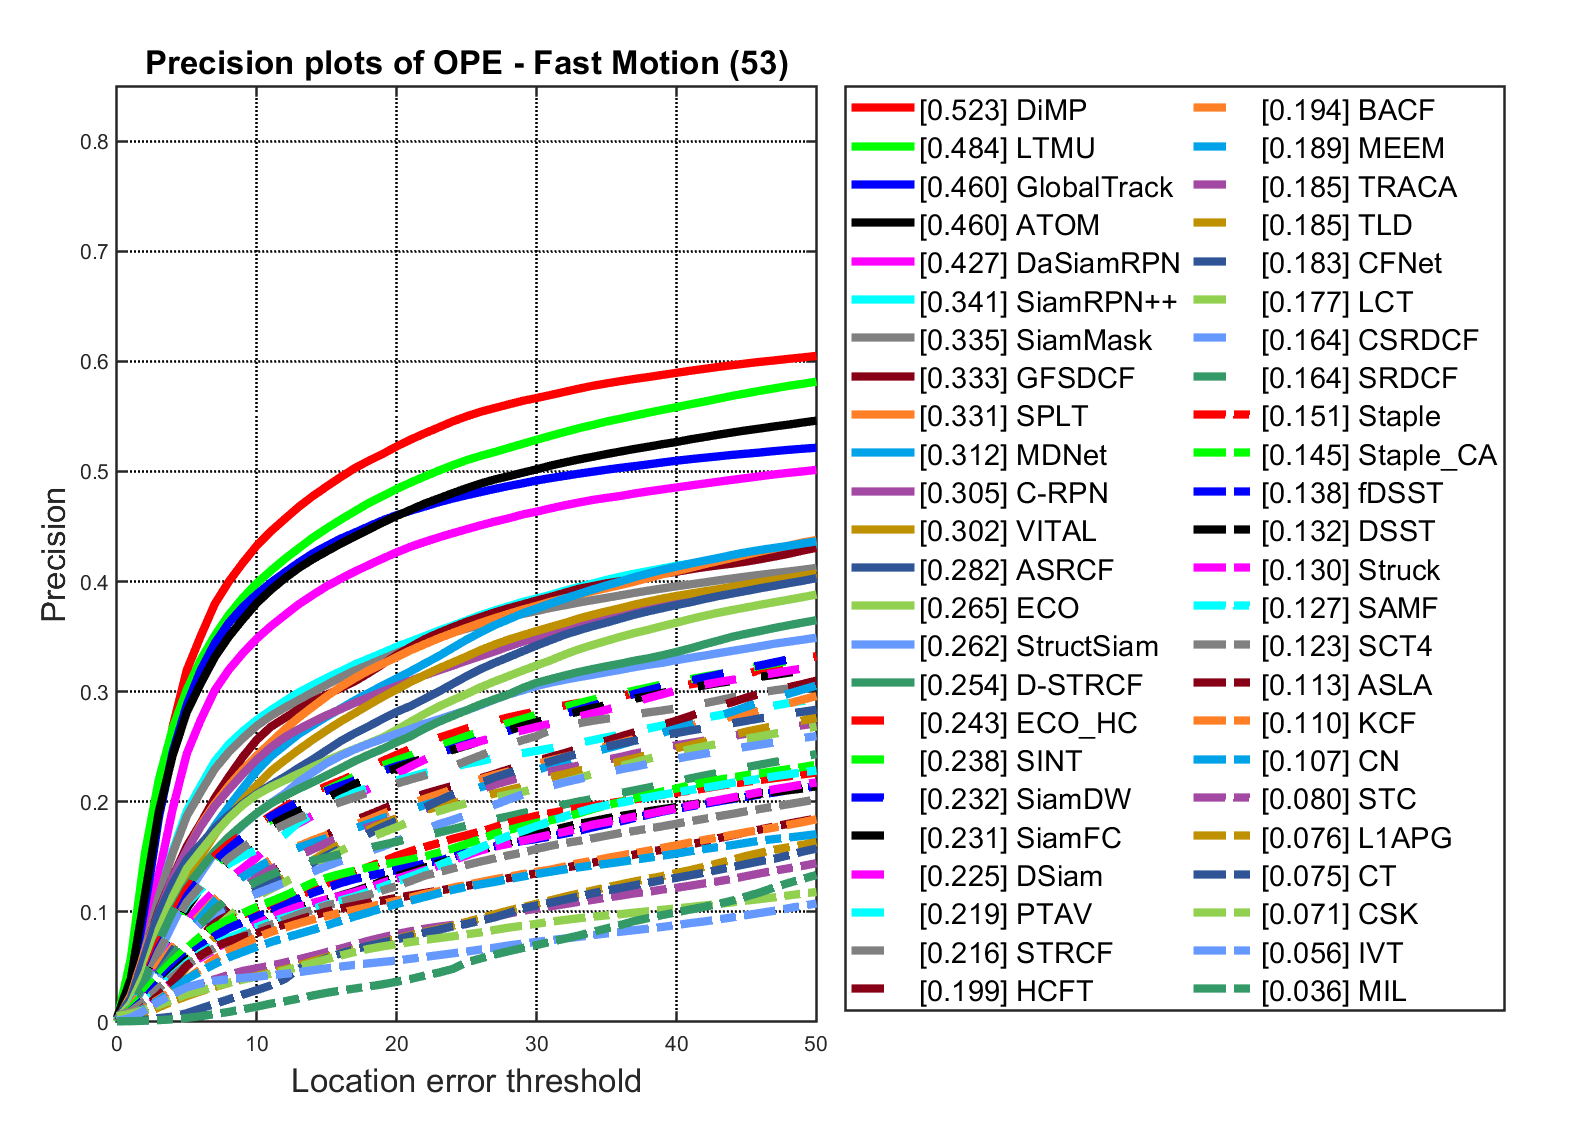 Precision plots of OPE - Fast Motion (53)
Precision
0.8
0.7
0.6
0.5
0.4
0.3
0.2
0.1
0
0 10 20 30 40 50
Location error threshold
[0.523] DiMP
[0.484] LTMU
[0.460] GlobalTrack
[0.460] ATOM
[0.427] DaSiamRPN
[0.341] SiamRPN++
[0.335] SiamMask
[0.333] GFSDCF
[0.331] SPLT
[0.312] MDNet
[0.305] C-RPN
[0.302] VITAL
[0.282] ASRCF
[0.265] ECO
[0.262] StructSiam
[0.254] D-STRCF
[0.243] ECO_HC
[0.238] SINT
[0.232] SiamDW
[0.231] SiamFC
[0.225] DSiam
[0.219] PTAV
[0.216] STRCF
[0.199] HCFT
[0.194] BACF
[0.189] MEEM
[0.185] TRACA
[0.185] TLD
[0.183] CFNet
[0.177] LCT
[0.164] CSRDCF
[0.164] SRDCF
[0.151] Staple
[0.145] Staple_CA
[0.138] fDSST
[0.132] DSST
[0.130] Struck
[0.127] SAMF
[0.123] SCT4
[0.113] ASLA
[0.110] KCF
[0.107] CN
[0.080] STC
[0.076] L1APG
[0.075] CT
[0.071] CSK
[0.056] IVT
[0.036] MIL